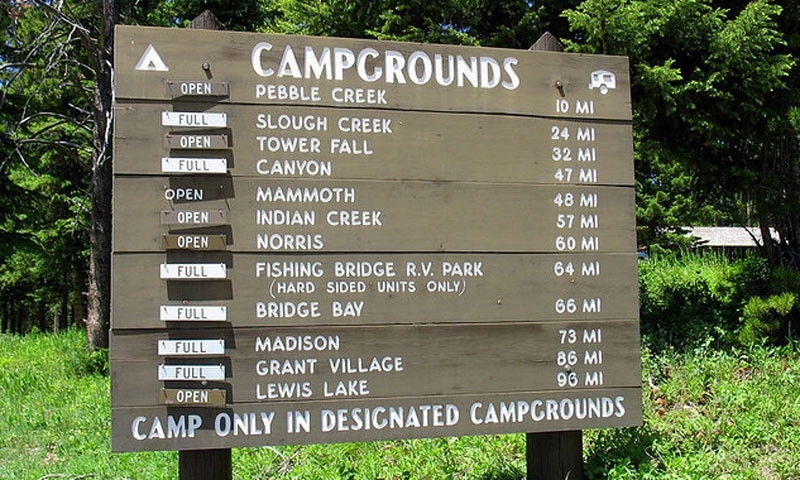 CAMPGROUNDS
OPEN PEBBLE CREEK 10 MI
FULL SLOUGH CREEK 24 MI
OPEN TOWER FALL 32 MI
FULL CANYON 47 MI
OPEN MAMMOTH 48 MI
OPEN INDIAN CREEK 57 MI
OPEN NORRIS 60 MI
FULL FISHING BRIDGE R.V. PARK 64 MI
(HARD SIDED UNITS ONLY)
FULL BRIDGE BAY 66 MI
FULL MADISON 73 MI
FULL GRANT VILLAGE 86 MI
OPEN LEWIS LAKE 96 MI
CAMP ONLY IN DESIGNATED CAMPGROUNDS